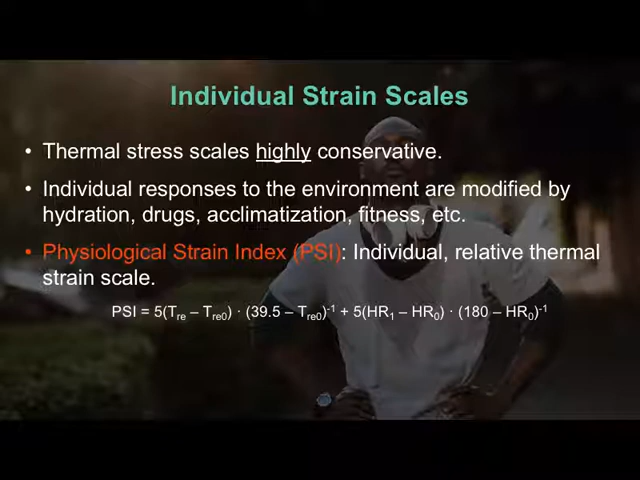 Individual Strain Scales
• Thermal stress scales highly conservative.
• Individual responses to the environment are modified by
hydration, drugs, acclimatization, fitness, etc.
• Physiological Strain Index (PSI): Individual, relative thermal
strain scale.
PSI = 5(Tre – Tre0) · (39.5 – Tre0)⁻¹ + 5(HR₁ – HR₀) · (180 – HR₀)⁻¹